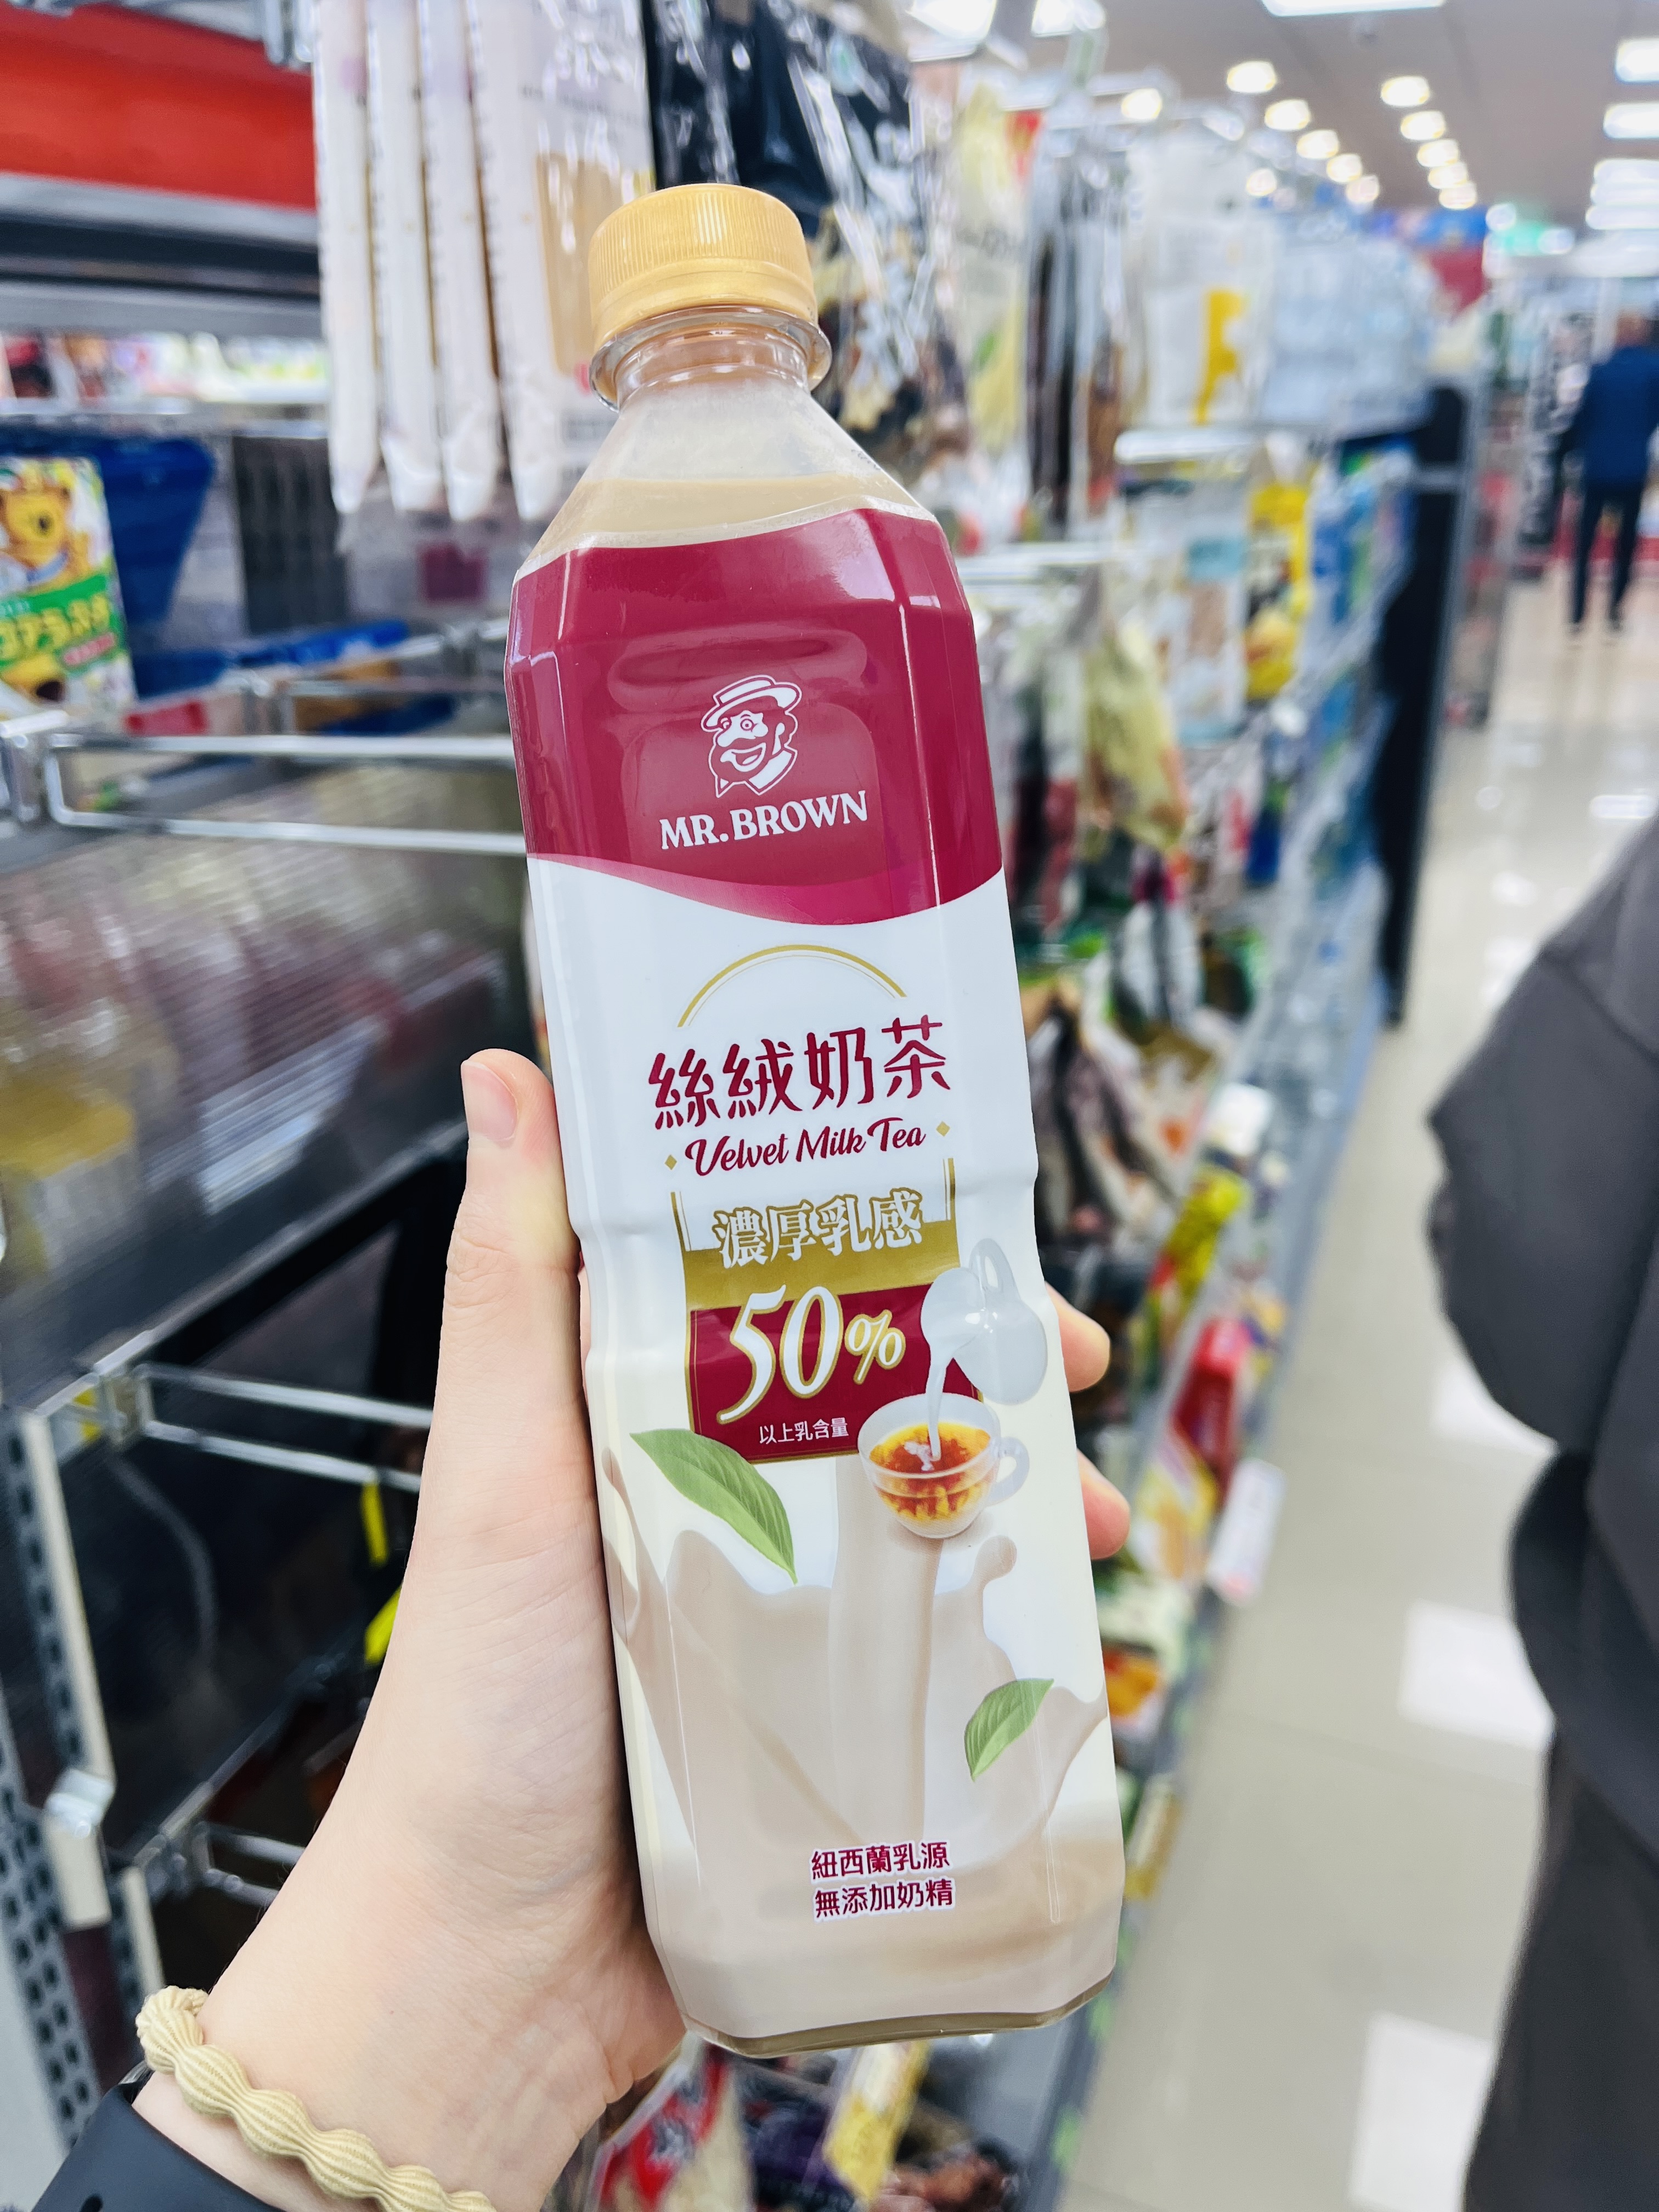 MR. BROWN
絲絨奶茶
Velvet Milk Tea
濃厚乳感
50%
以上乳含量
紐西蘭乳源
無添加奶精